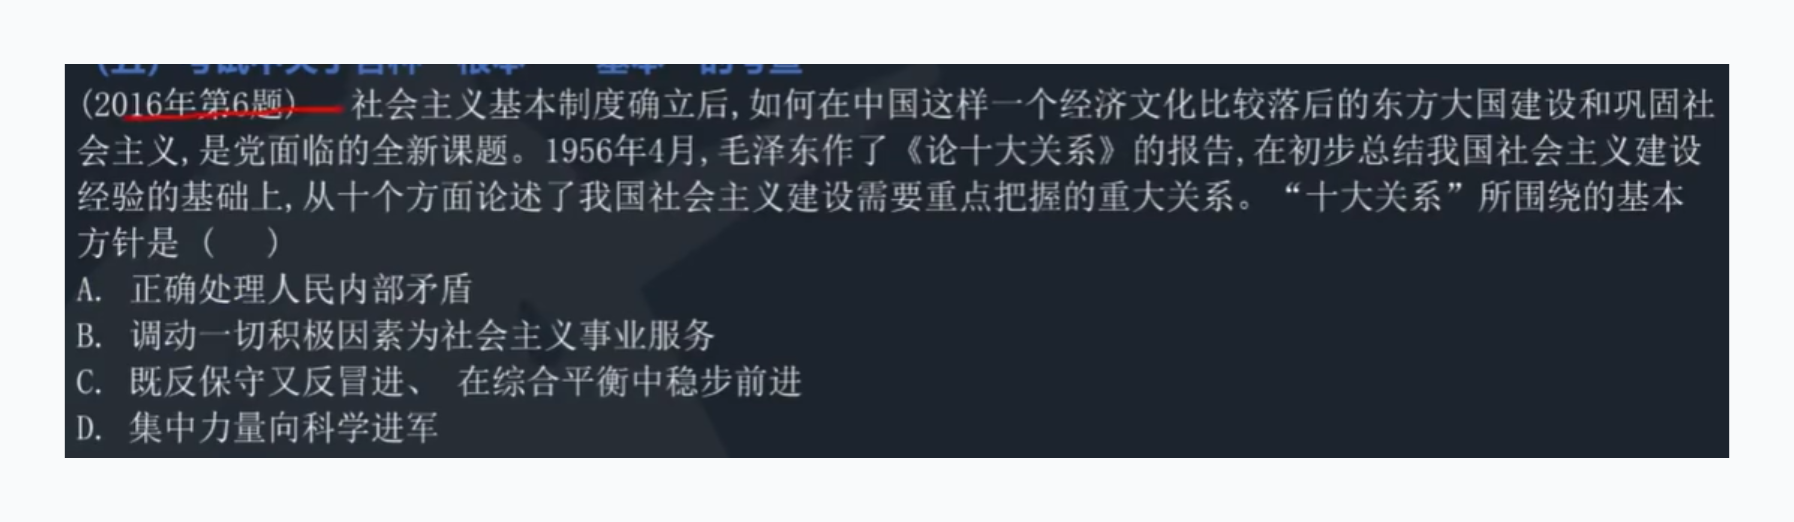 (2016年第6题) 社会主义基本制度确立后,如何在中国这样一个经济文化比较落后的东方大国建设和巩固社
会主义,是党面临的全新课题。1956年4月,毛泽东作了《论十大关系》的报告,在初步总结我国社会主义建设
经验的基础上,从十个方面论述了我国社会主义建设需要重点把握的重大关系。“十大关系”所围绕的基本
方针是 (    )
A. 正确处理人民内部矛盾
B. 调动一切积极因素为社会主义事业服务
C. 既反保守又反冒进、 在综合平衡中稳步前进
D. 集中力量向科学进军